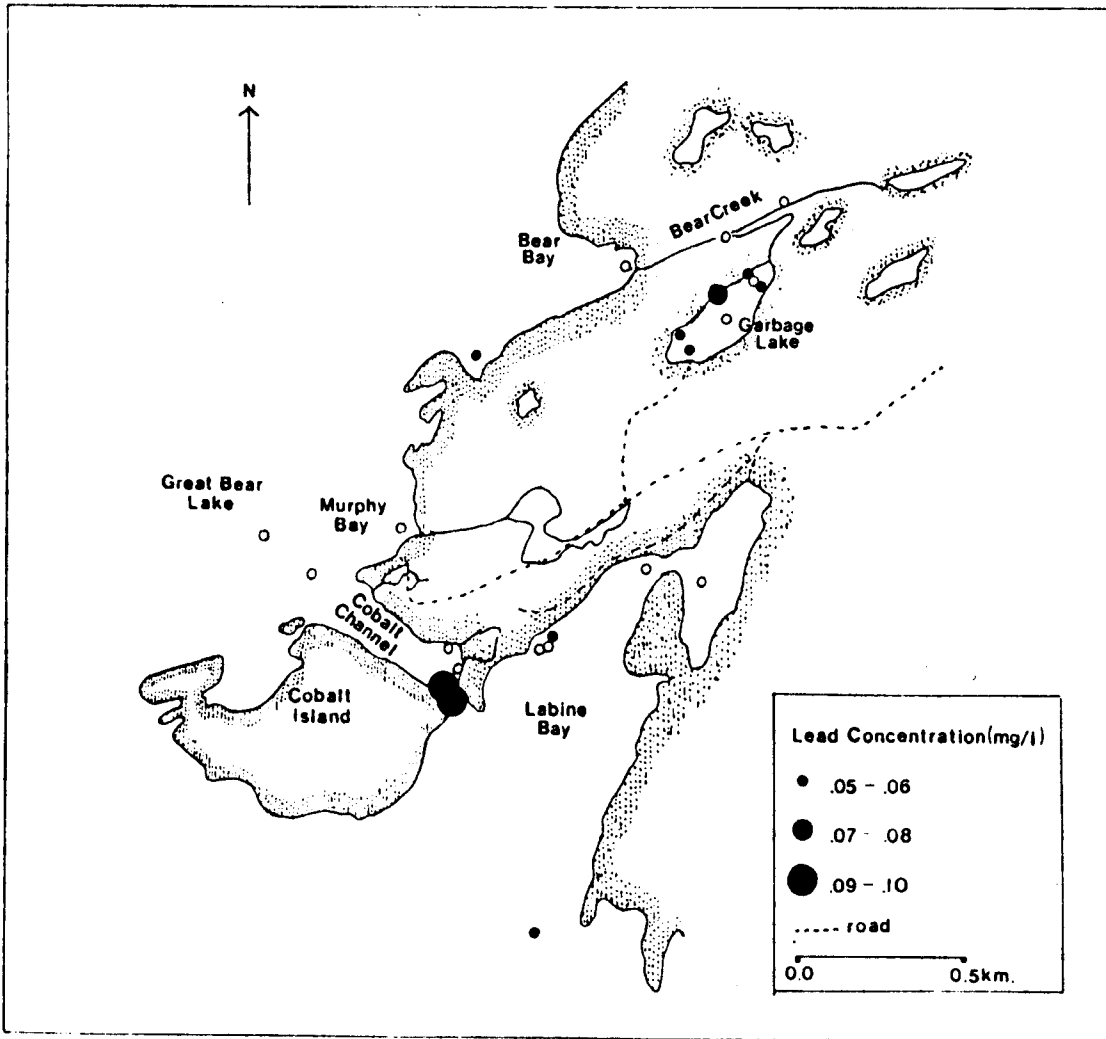 N
Bear Creek
Bear
Bay
Garbage
Lake
Great Bear
Lake
Murphy
Bay
Cobalt
Channel
Cobalt
Island
Labine
Bay
Lead Concentration(mg/l)
.05 - .06
.07 - .08
.09 - .10
road
0.0 0.5km.